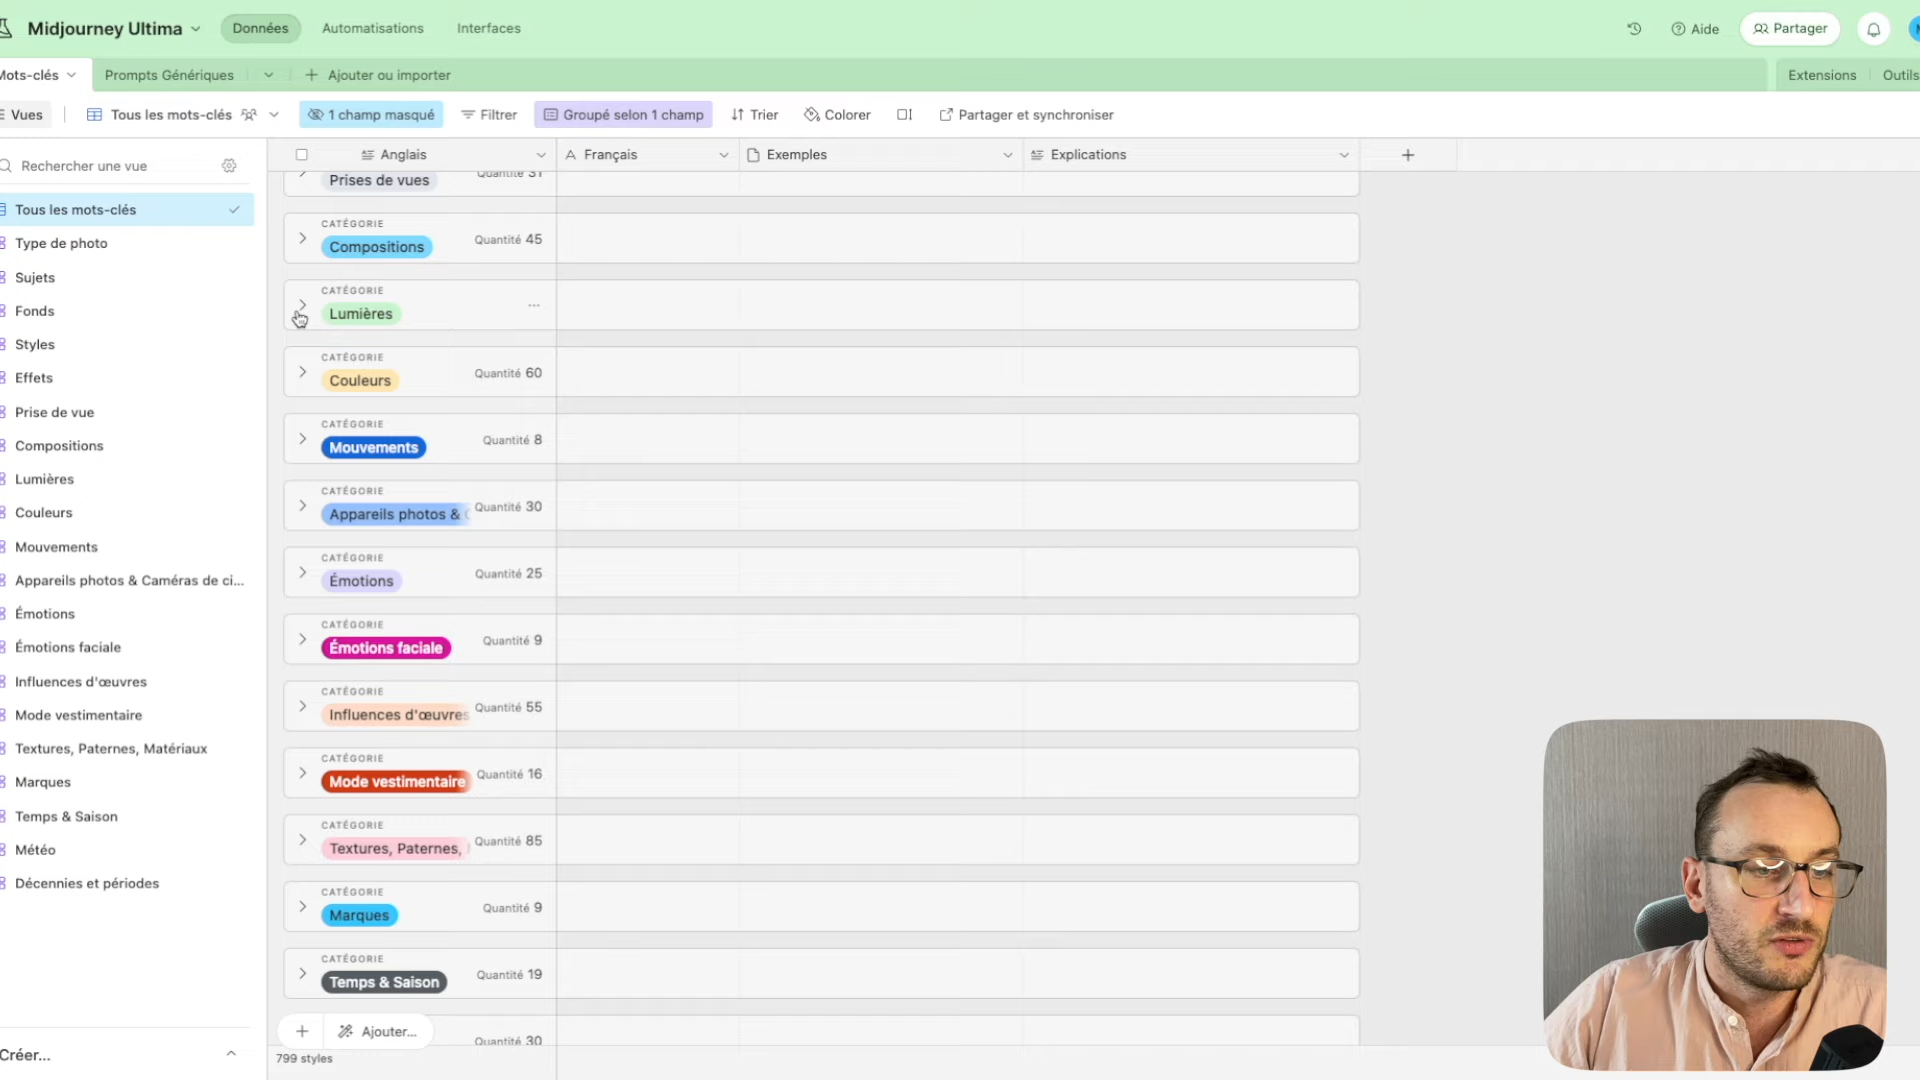 Midjourney Ultima
Données
Automatisations
Interfaces
Aide
Partager
Mots-clés
Prompts Génériques
Ajouter ou importer
Extensions
Outils
Vues
Tous les mots-clés
1 champ masqué
Filtrer
Groupé selon 1 champ
Trier
Colorer
Partager et synchroniser
Rechercher une vue
Tous les mots-clés
Type de photo
Sujets
Fonds
Styles
Effets
Prise de vue
Compositions
Lumières
Couleurs
Mouvements
Appareils photos & Caméras de ci...
Émotions
Émotions faciale
Influences d'œuvres
Mode vestimentaire
Textures, Paternes, Matériaux
Marques
Temps & Saison
Météo
Décennies et périodes
Créer...
Anglais
Français
Exemples
Explications
Prises de vues
Quantité 31
CATÉGORIE
Compositions
Quantité 45
CATÉGORIE
Lumières
...
CATÉGORIE
Couleurs
Quantité 60
CATÉGORIE
Mouvements
Quantité 8
CATÉGORIE
Appareils photos &
Quantité 30
CATÉGORIE
Émotions
Quantité 25
CATÉGORIE
Émotions faciale
Quantité 9
CATÉGORIE
Influences d'œuvres
Quantité 55
CATÉGORIE
Mode vestimentaire
Quantité 16
CATÉGORIE
Textures, Paternes,
Quantité 85
CATÉGORIE
Marques
Quantité 9
CATÉGORIE
Temps & Saison
Quantité 19
Quantité 30
Ajouter...
799 styles